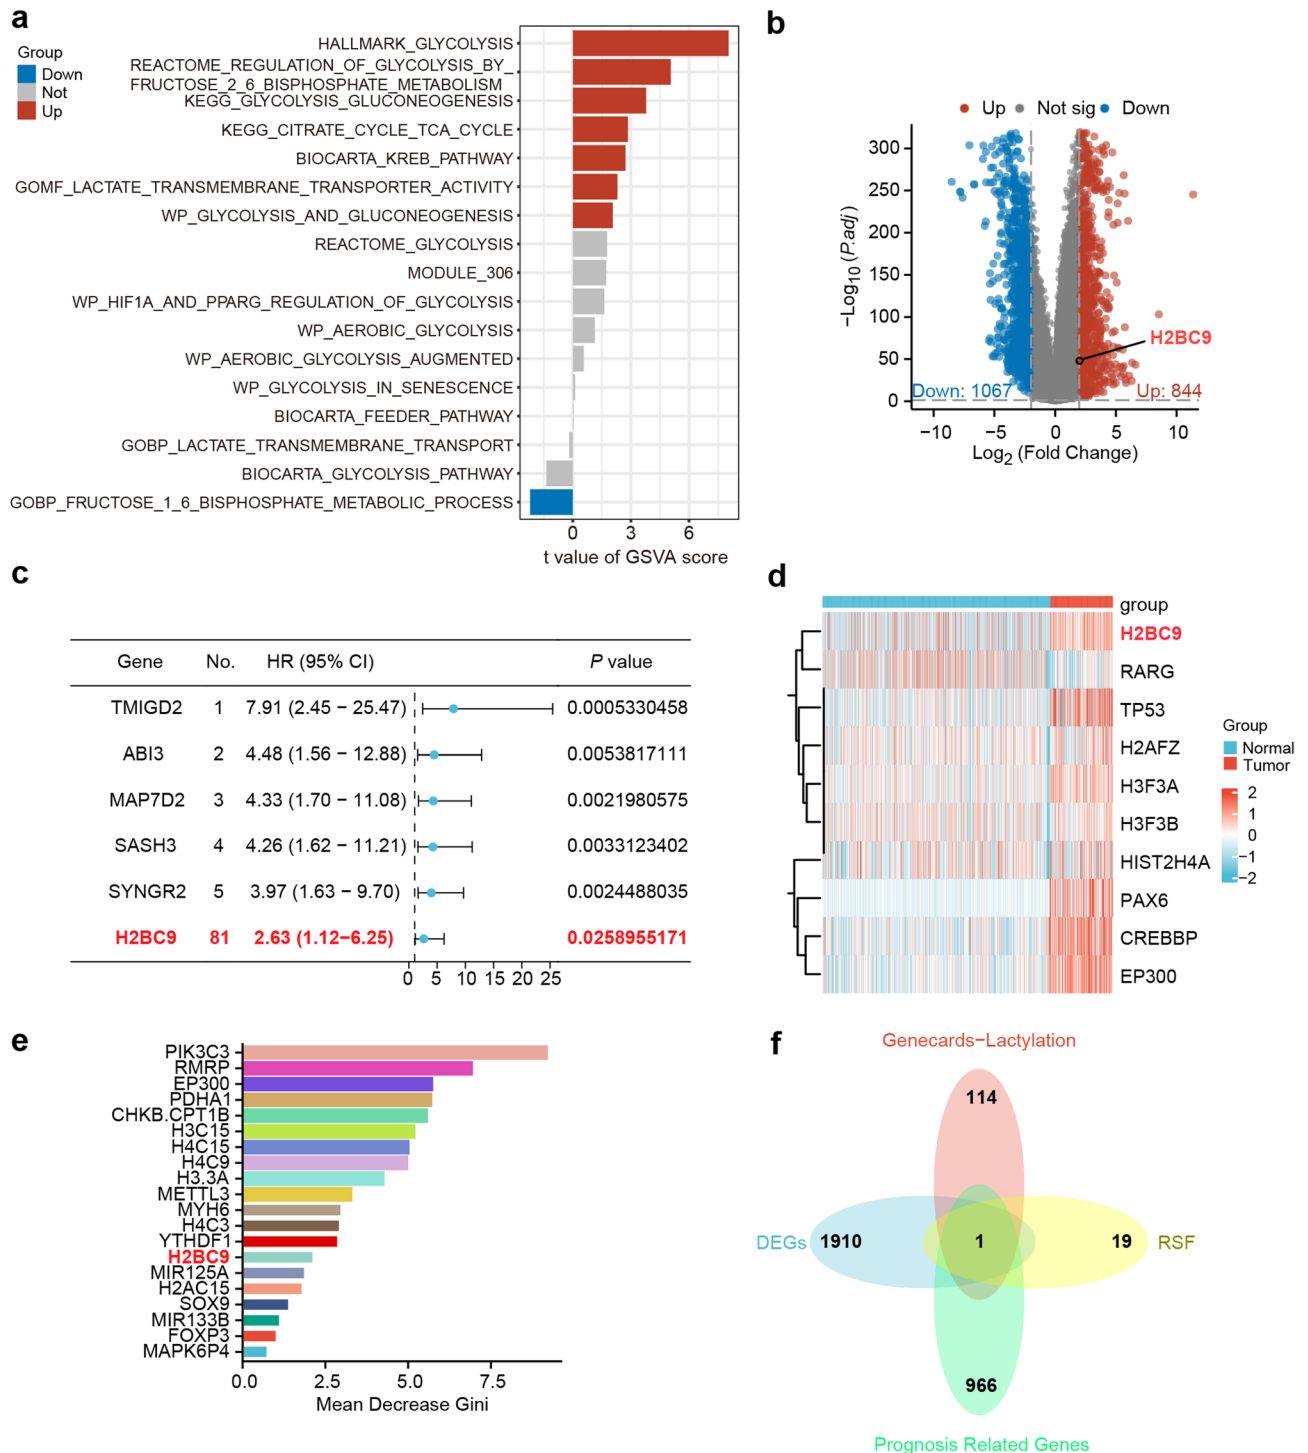 a
Group
Down
Not
Up
HALLMARK_GLYCOLYSIS
REACTOME_REGULATION_OF_GLYCOLYSIS_BY_
FRUCTOSE_2_6_BISPHOSPHATE_METABOLISM
KEGG_GLYCOLYSIS_GLUCONEOGENESIS
KEGG_CITRATE_CYCLE_TCA_CYCLE
BIOCARTA_KREB_PATHWAY
GOMF_LACTATE_TRANSMEMBRANE_TRANSPORTER_ACTIVITY
WP_GLYCOLYSIS_AND_GLUCONEOGENESIS
REACTOME_GLYCOLYSIS
MODULE_306
WP_HIF1A_AND_PPARG_REGULATION_OF_GLYCOLYSIS
WP_AEROBIC_GLYCOLYSIS
WP_AEROBIC_GLYCOLYSIS_AUGMENTED
WP_GLYCOLYSIS_IN_SENESCENCE
BIOCARTA_FEEDER_PATHWAY
GOBP_LACTATE_TRANSMEMBRANE_TRANSPORT
BIOCARTA_GLYCOLYSIS_PATHWAY
GOBP_FRUCTOSE_1_6_BISPHOSPHATE_METABOLIC_PROCESS
0 3 6
t value of GSVA score
b
Up Not sig Down
−Log10 (P.adj)
300
250
200
150
100
50
0
H2BC9
Down: 1067 Up: 844
−10 −5 0 5 10
Log2 (Fold Change)
c
Gene No. HR (95% CI) P value
TMIGD2 1 7.91 (2.45 − 25.47) 0.0005330458
ABI3 2 4.48 (1.56 − 12.88) 0.0053817111
MAP7D2 3 4.33 (1.70 − 11.08) 0.0021980575
SASH3 4 4.26 (1.62 − 11.21) 0.0033123402
SYNGR2 5 3.97 (1.63 − 9.70) 0.0024488035
H2BC9 81 2.63 (1.12−6.25) 0.0258955171
0 5 10 15 20 25
d
group
H2BC9
RARG
TP53
H2AFZ
H3F3A
H3F3B
HIST2H4A
PAX6
CREBBP
EP300
Group
Normal
Tumor
2
1
0
−1
−2
e
PIK3C3
RMRP
EP300
PDHA1
CHKB.CPT1B
H3C15
H4C15
H4C9
H3.3A
METTL3
MYH6
H4C3
YTHDF1
H2BC9
MIR125A
H2AC15
SOX9
MIR133B
FOXP3
MAPK6P4
0.0 2.5 5.0 7.5
Mean Decrease Gini
f
Genecards−Lactylation
114
DEGs 1910 1 19 RSF
966
Prognosis Related Genes